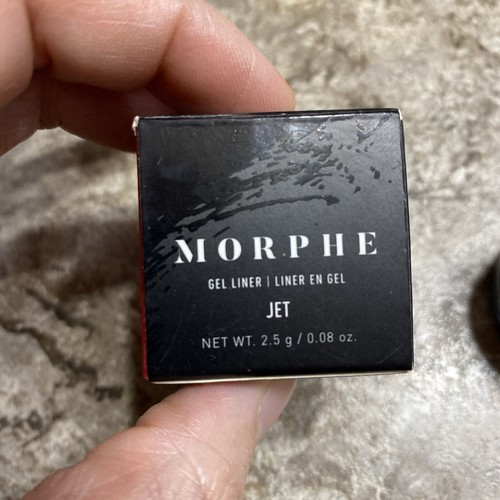 MORPHE
GEL LINER | LINER EN GEL
JET
NET WT. 2.5 g / 0.08 oz.